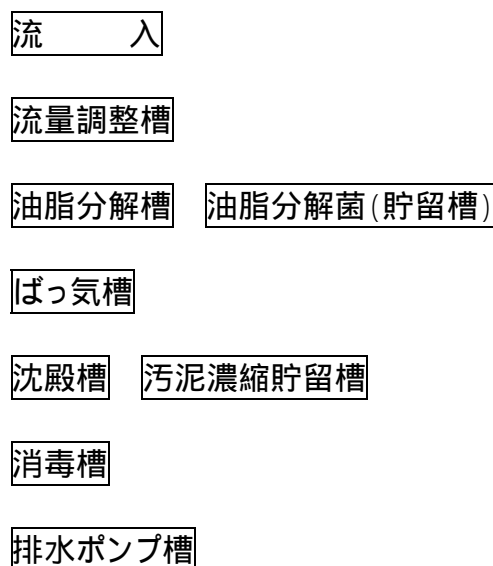 流　　　入
流量調整槽
油脂分解槽　油脂分解菌(貯留槽)
ばっ気槽
沈殿槽　汚泥濃縮貯留槽
消毒槽
排水ポンプ槽